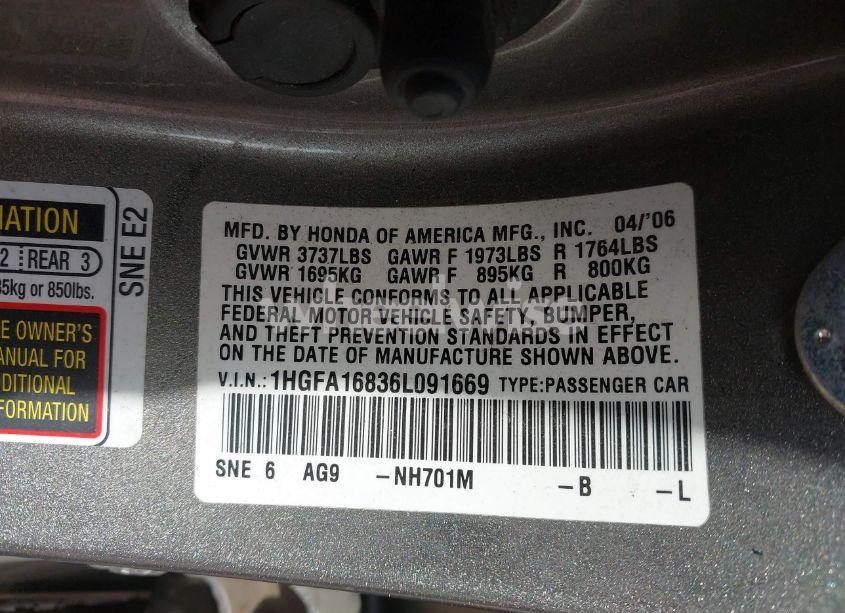 MFD. BY HONDA OF AMERICA MFG., INC. 04/'06
GVWR 3737LBS GAWR F 1973LBS R 1764LBS
GVWR 1695KG GAWR F 895KG R 800KG
THIS VEHICLE CONFORMS TO ALL APPLICABLE
FEDERAL MOTOR VEHICLE SAFETY, BUMPER,
AND THEFT PREVENTION STANDARDS IN EFFECT
ON THE DATE OF MANUFACTURE SHOWN ABOVE.
V.I.N.: 1HGFA16836L091669 TYPE:PASSENGER CAR
SNE 6 AG9 -NH701M -B -L
MATION
2 REAR 3
85kg or 850lbs.
E OWNER'S
MANUAL FOR
DITIONAL
FORMATION
SNE E2